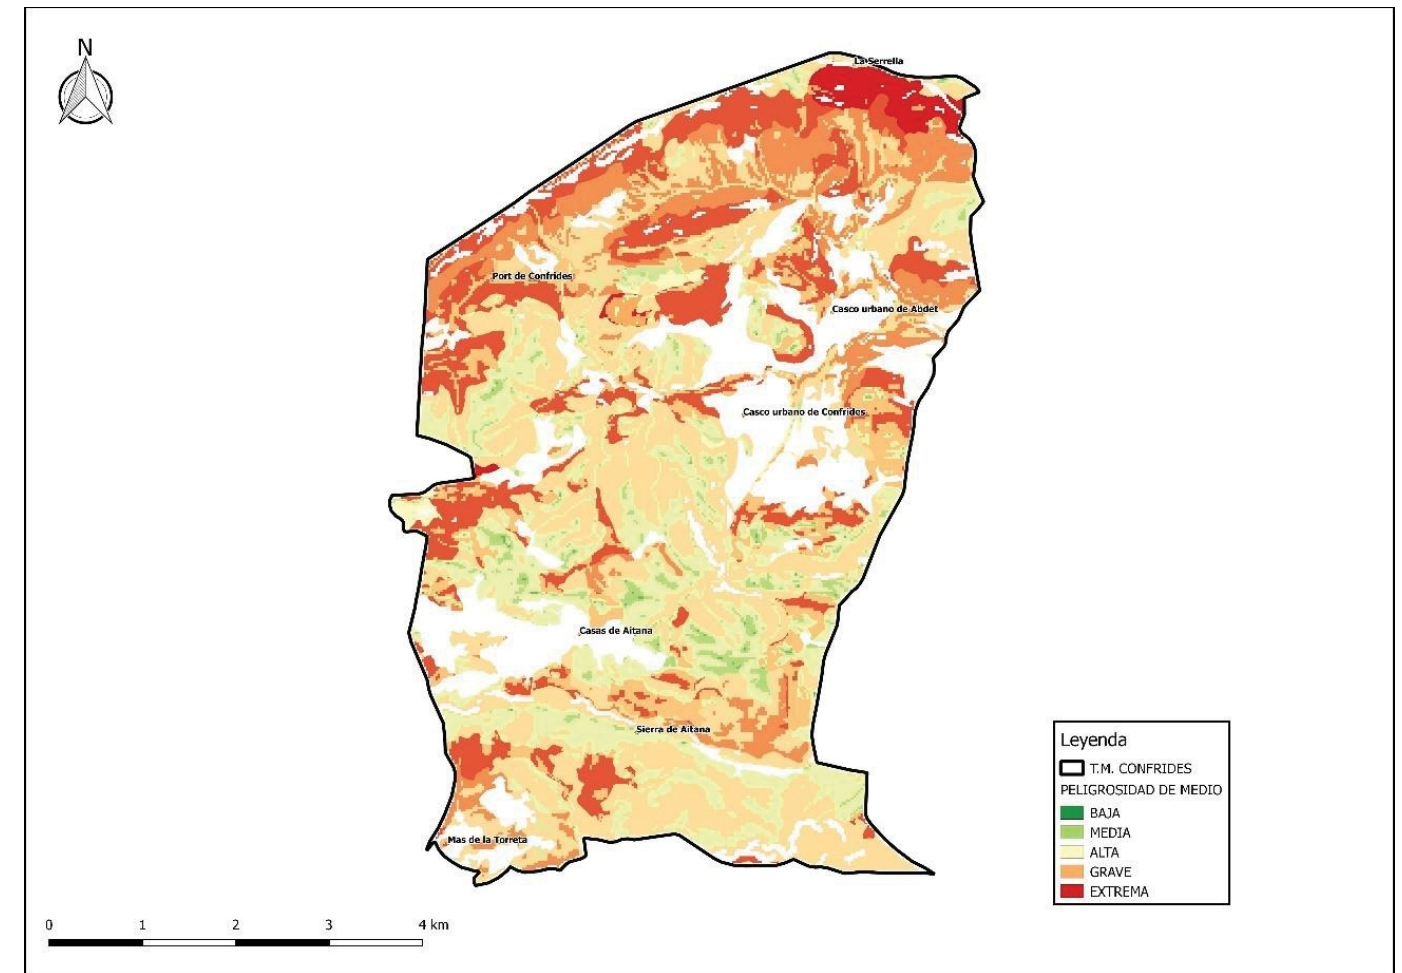 N
La Serrella
Port de Confrides
Casco urbano de Abdet
Casco urbano de Confrides
Casas de Aitana
Sierra de Aitana
Mas de la Torreta
Leyenda
T.M. CONFRIDES
PELIGROSIDAD DE MEDIO
BAJA
MEDIA
ALTA
GRAVE
EXTREMA
0 1 2 3 4 km